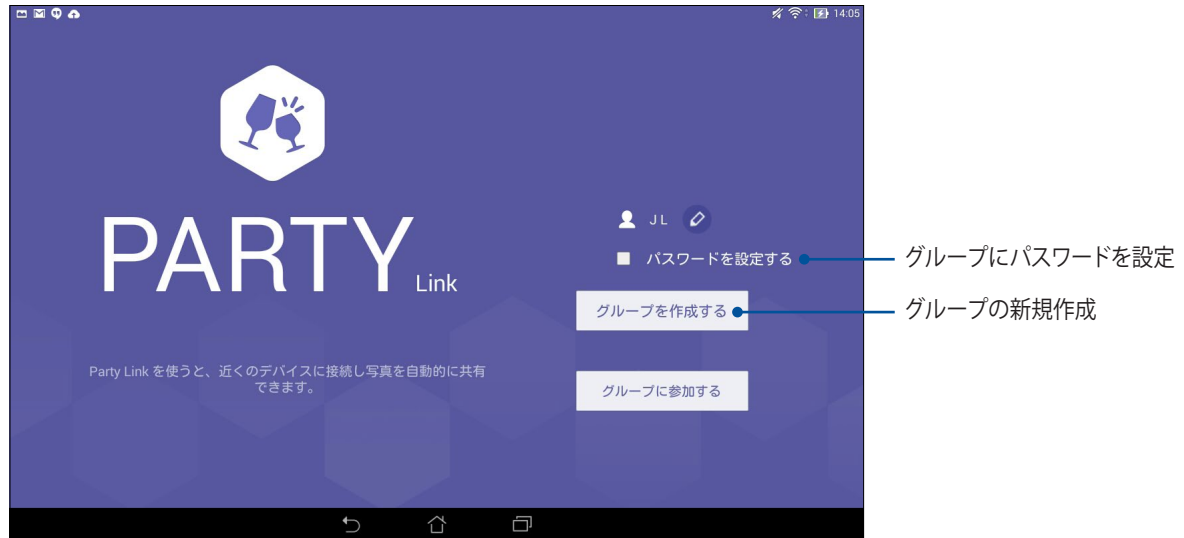 14:05
PARTY Link
J L
パスワードを設定する
グループにパスワードを設定
グループを作成する
グループの新規作成
Party Link を使うと、近くのデバイスに接続し写真を自動的に共有
できます。
グループに参加する